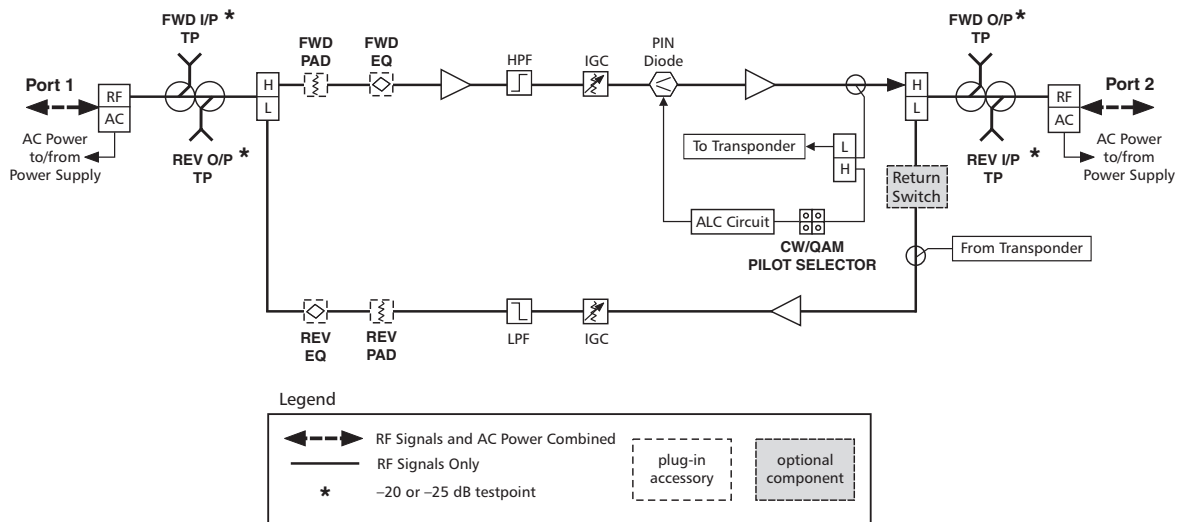 FWD I/P *
TP
FWD O/P *
TP
FWD
PAD
FWD
EQ
HPF
IGC
PIN
Diode
Port 1
RF
AC
H
L
H
L
RF
AC
Port 2
AC Power
to/from
Power Supply
REV O/P *
TP
To Transponder
L
H
REV I/P *
TP
AC Power
to/from
Power Supply
Return
Switch
ALC Circuit
CW/QAM
PILOT SELECTOR
From Transponder
REV
EQ
REV
PAD
LPF
IGC
Legend
RF Signals and AC Power Combined
RF Signals Only
* –20 or –25 dB testpoint
plug-in
accessory
optional
component